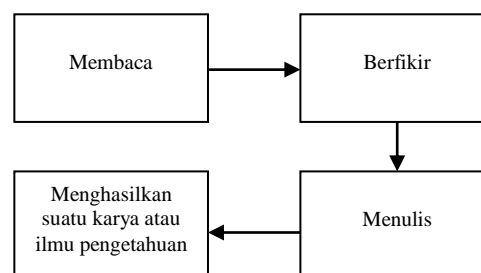 Membaca
Berfikir
Menulis
Menghasilkan
suatu karya atau
ilmu pengetahuan